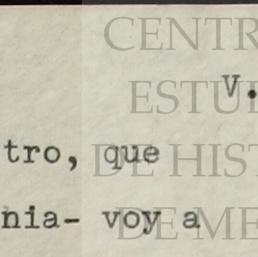 CENTR
V.
ESTU
tro, que
DE HIST
nia- voy a
DE ME